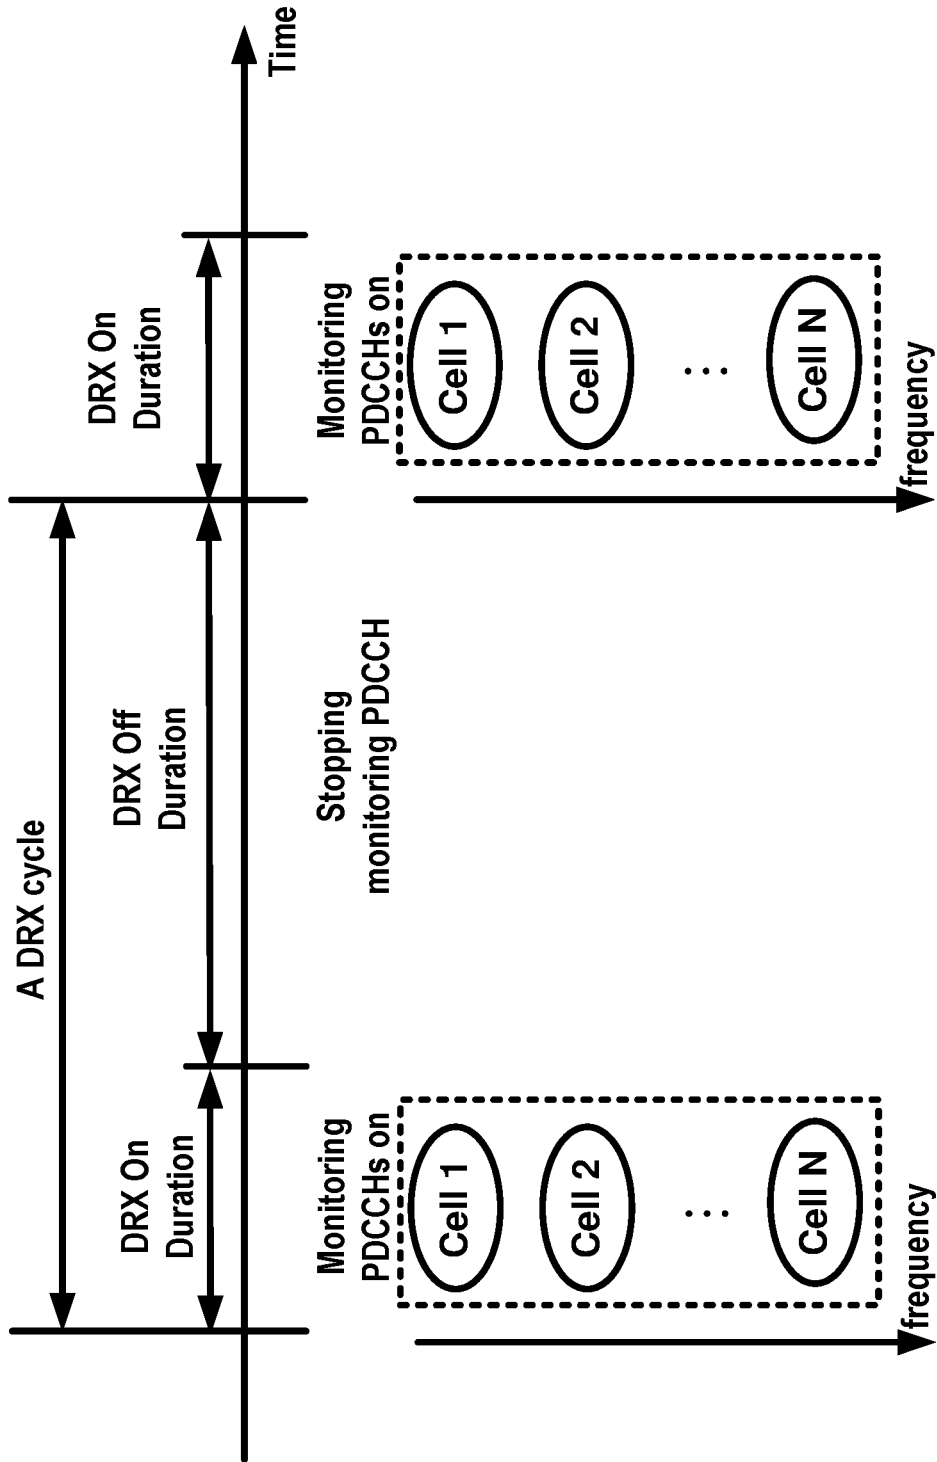 A DRX cycle
DRX On
Duration
DRX Off
Duration
DRX On
Duration
Time
Monitoring
PDCCHs on
Cell 1
Cell 2
...
Cell N
frequency
Stopping
monitoring PDCCH
Monitoring
PDCCHs on
Cell 1
Cell 2
...
Cell N
frequency